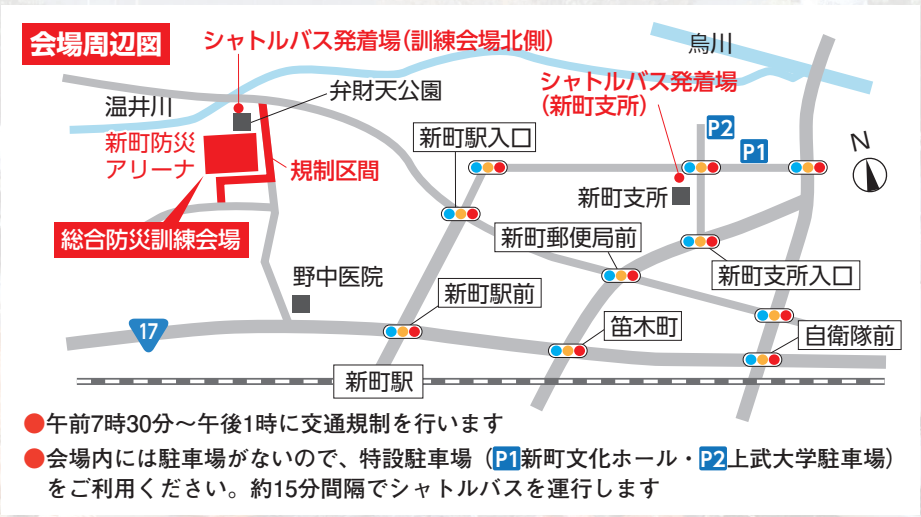 会場周辺図
シャトルバス発着場(訓練会場北側)
烏川
温井川
弁財天公園
シャトルバス発着場
(新町支所)
新町防災
アリーナ
規制区間
新町駅入口
P2
P1
N
新町支所
総合防災訓練会場
新町郵便局前
新町支所入口
野中医院
新町駅前
17
笛木町
自衛隊前
新町駅
●午前7時30分〜午後1時に交通規制を行います
●会場内には駐車場がないので、特設駐車場(P1新町文化ホール・P2上武大学駐車場)
をご利用ください。約15分間隔でシャトルバスを運行します